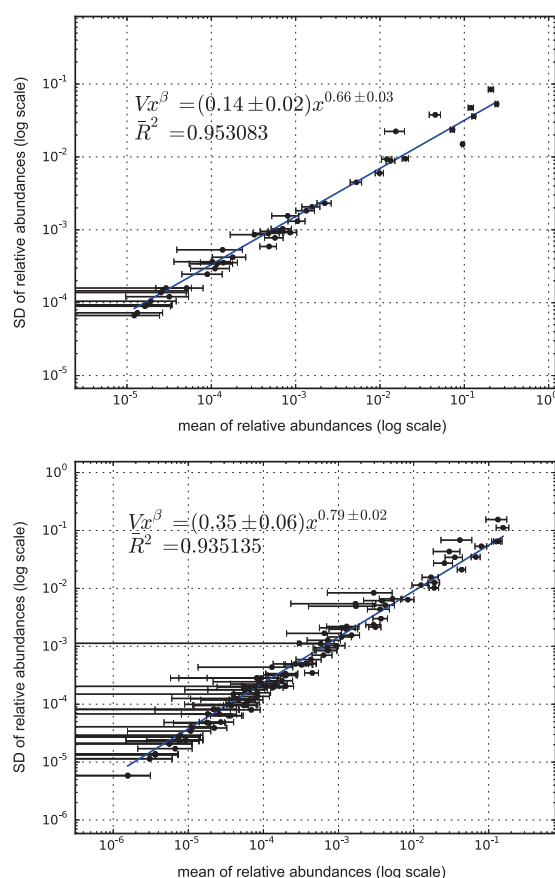 10⁻¹
10⁻²
10⁻³
10⁻⁴
10⁻⁵
SD of relative abundances (log scale)
Vx^β =(0.14±0.02)x^0.66±0.03
R̄² =0.953083
10⁻⁵ 10⁻⁴ 10⁻³ 10⁻² 10⁻¹ 10⁰
mean of relative abundances (log scale)
10⁰
10⁻¹
10⁻²
10⁻³
10⁻⁴
10⁻⁵
10⁻⁶
SD of relative abundances (log scale)
Vx^β =(0.35±0.06)x^0.79±0.02
R̄² =0.935135
10⁻⁶ 10⁻⁵ 10⁻⁴ 10⁻³ 10⁻² 10⁻¹
mean of relative abundances (log scale)